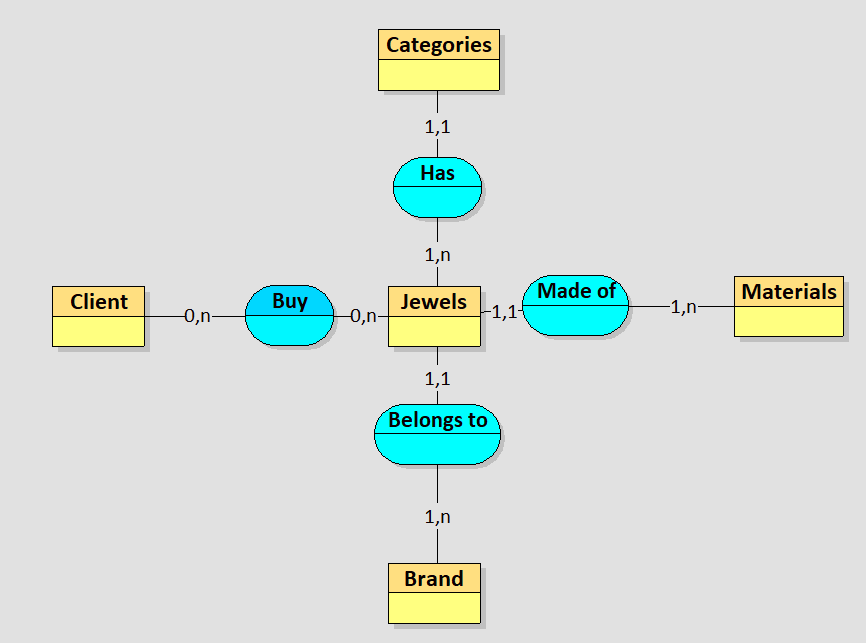 Categories
1,1
Has
1,n
Client
0,n
Buy
0,n
Jewels
1,1
Made of
1,n
Materials
1,1
Belongs to
1,n
Brand